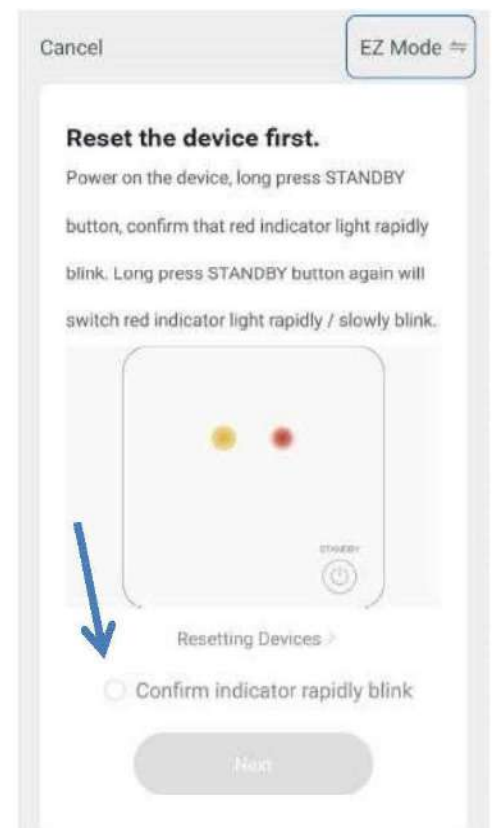 Cancel
EZ Mode ⇋
Reset the device first.
Power on the device, long press STANDBY
button, confirm that red indicator light rapidly
blink. Long press STANDBY button again will
switch red indicator light rapidly / slowly blink.
STANDBY
Resetting Devices >
Confirm indicator rapidly blink
Next